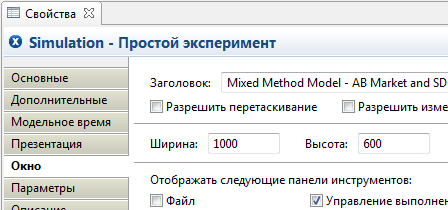 Свойства
Simulation - Простой эксперимент
Основные
Дополнительные
Модельное время
Презентация
Окно
Параметры
Описание
Заголовок: Mixed Method Model - AB Market and SD
Разрешить перетаскивание Разрешить изме
Ширина: 1000 Высота: 600
Отображать следующие панели инструментов:
Файл Управление выполнен